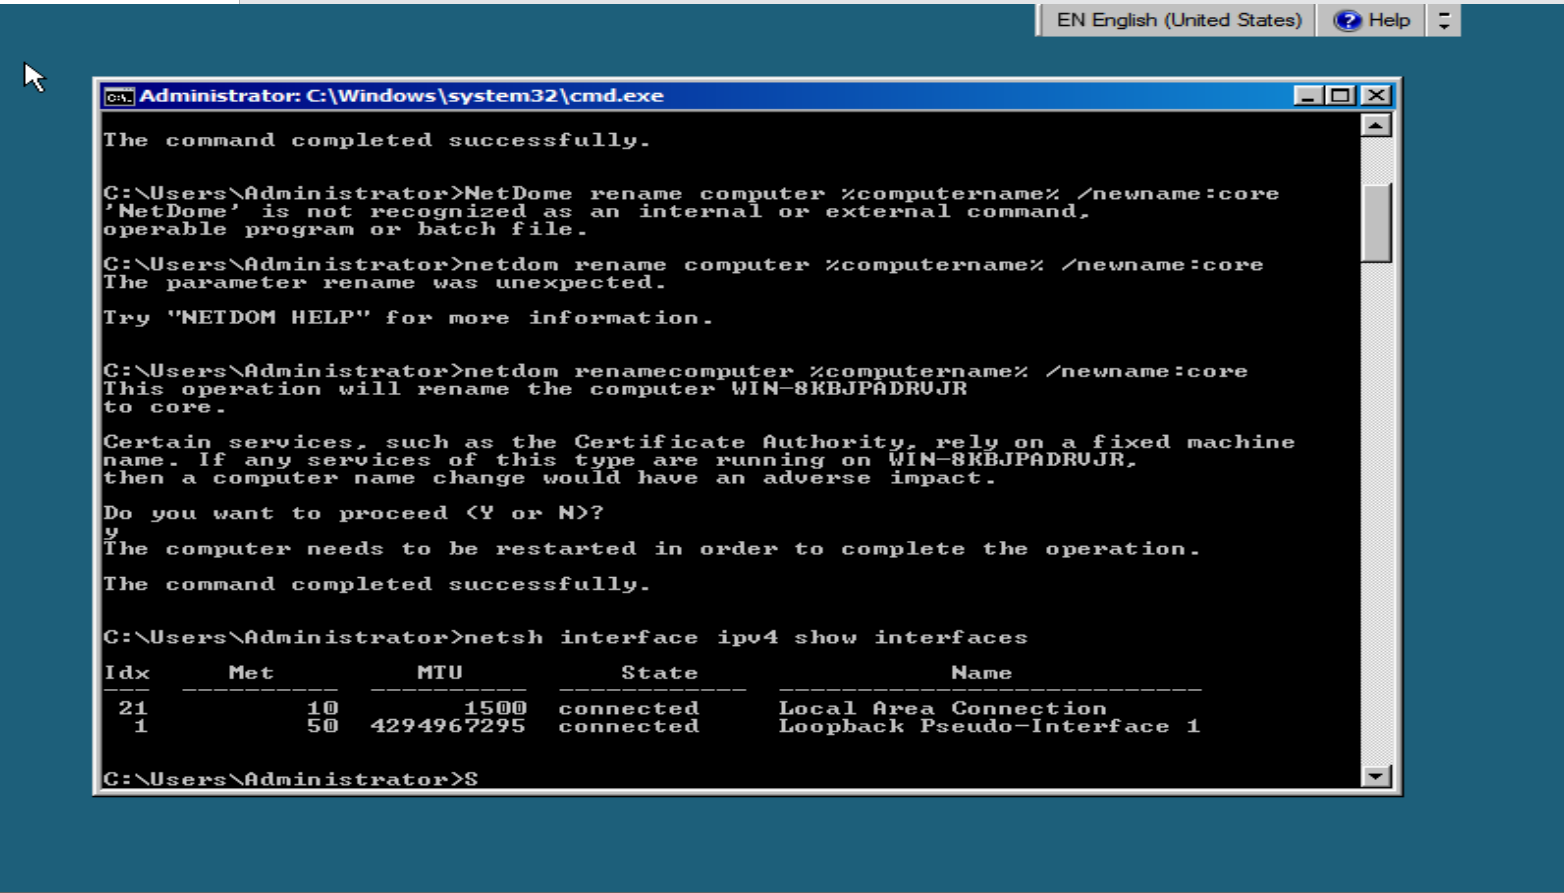 EN English (United States) Help
Administrator: C:\Windows\system32\cmd.exe
The command completed successfully.
C:\Users\Administrator>NetDome rename computer %computername% /newname:core
'NetDome' is not recognized as an internal or external command,
operable program or batch file.
C:\Users\Administrator>netdom rename computer %computername% /newname:core
The parameter rename was unexpected.
Try "NETDOM HELP" for more information.
C:\Users\Administrator>netdom renamecomputer %computername% /newname:core
This operation will rename the computer WIN-8KBJPADRVJR
to core.
Certain services, such as the Certificate Authority, rely on a fixed machine
name. If any services of this type are running on WIN-8KBJPADRVJR,
then a computer name change would have an adverse impact.
Do you want to proceed (Y or N)?
y
The computer needs to be restarted in order to complete the operation.
The command completed successfully.
C:\Users\Administrator>netsh interface ipv4 show interfaces
Idx     Met         MTU          State                Name
---  ----------  ----------  ------------  ---------------------------
 21          10        1500  connected     Local Area Connection
  1          50  4294967295  connected     Loopback Pseudo-Interface 1
C:\Users\Administrator>S